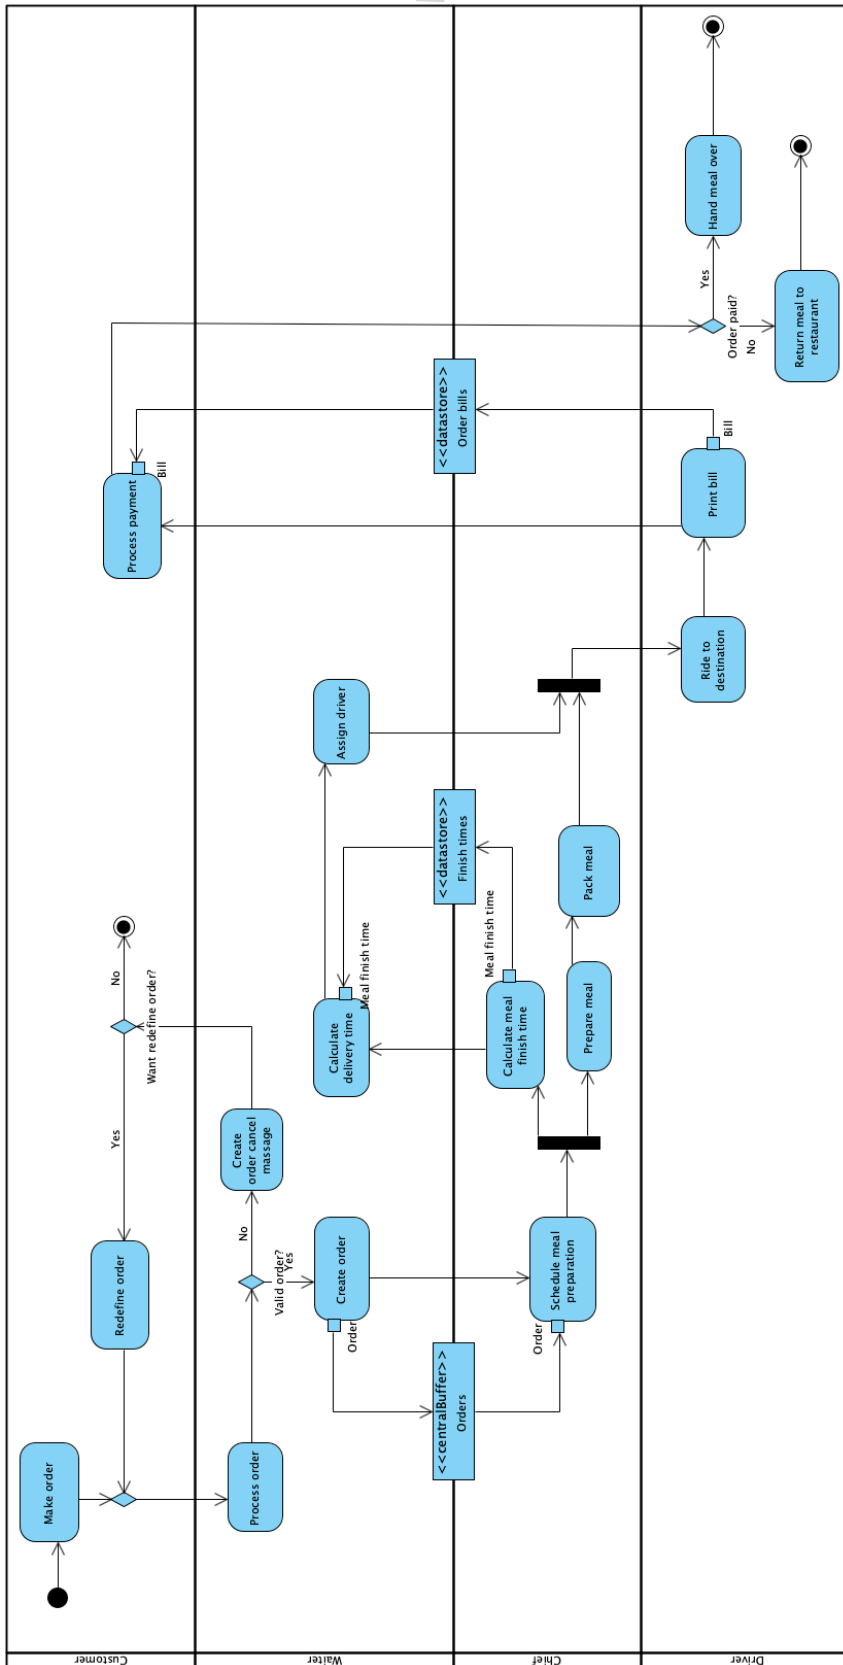 Customer
Make order
Redefine order
Yes
Want redefine order?
No
Process payment
Bill
Waiter
Process order
No
Valid order?
Yes
Create
order cancel
massage
Create order
Order
Calculate
delivery time
Meal finish time
Assign driver
<<centralBuffer>>
Orders
<<datastore>>
Finish times
<<datastore>>
Order bills
Chief
Order
Schedule meal
preparation
Calculate meal
finish time
Meal finish time
Prepare meal
Pack meal
Driver
Ride to
destination
Print bill
Bill
Order paid?
Yes
No
Hand meal over
Return meal to
restaurant